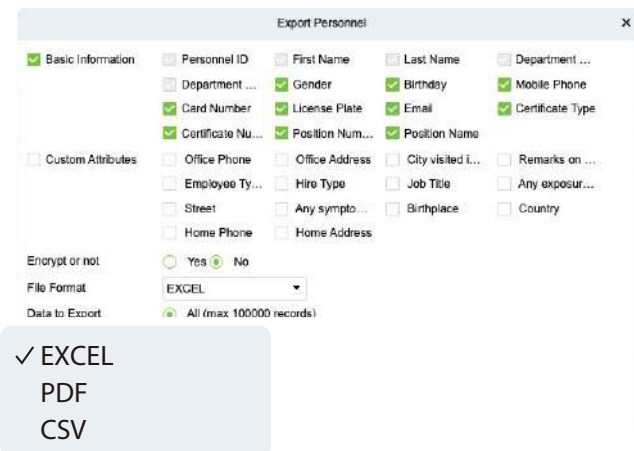 Export Personnel ×
Basic Information Personnel ID First Name Last Name Department ...
Department ... Gender Birthday Mobile Phone
Card Number License Plate Email Certificate Type
Certificate Nu... Position Num... Position Name
Custom Attributes Office Phone Office Address City visited i... Remarks on ...
Employee Ty... Hire Type Job Title Any exposur...
Street Any sympto... Birthplace Country
Home Phone Home Address
Encrypt or not Yes No
File Format EXCEL
Data to Export All (max 100000 records)
✓ EXCEL
PDF
CSV